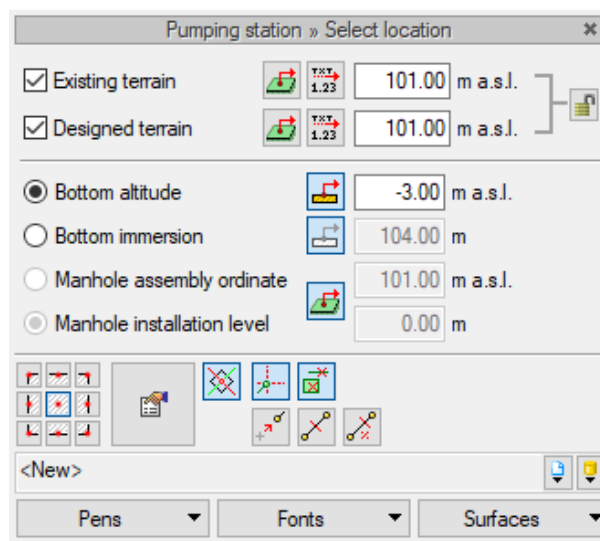 Pumping station » Select location
Existing terrain TXT 1.23 101.00 m a.s.l.
Designed terrain TXT 1.23 101.00 m a.s.l.
Bottom altitude -3.00 m a.s.l.
Bottom immersion 104.00 m
Manhole assembly ordinate 101.00 m a.s.l.
Manhole installation level 0.00 m
<New>
Pens Fonts Surfaces